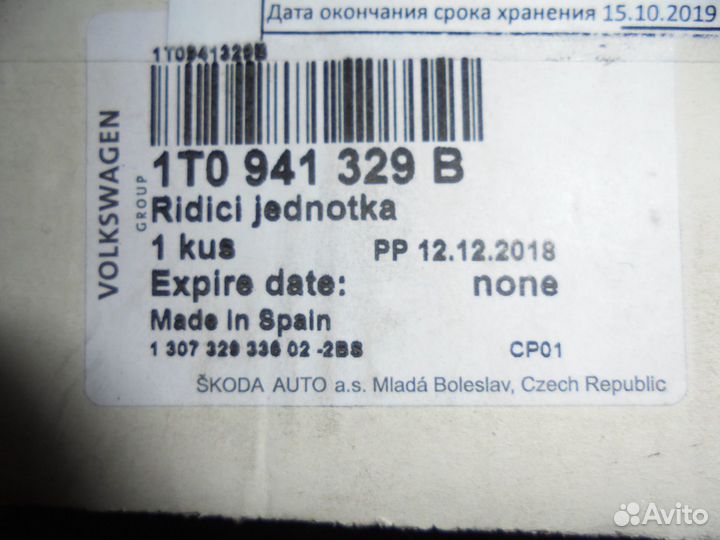 Дата окончания срока хранения 15.10.2019
1T0941329B
VOLKSWAGEN
GROUP
1T0 941 329 B
Ridici jednotka
1 kus PP 12.12.2018
Expire date: none
Made in Spain
1 307 329 336 02 -2BS CP01
ŠKODA AUTO a.s. Mladá Boleslav, Czech Republic
Avito